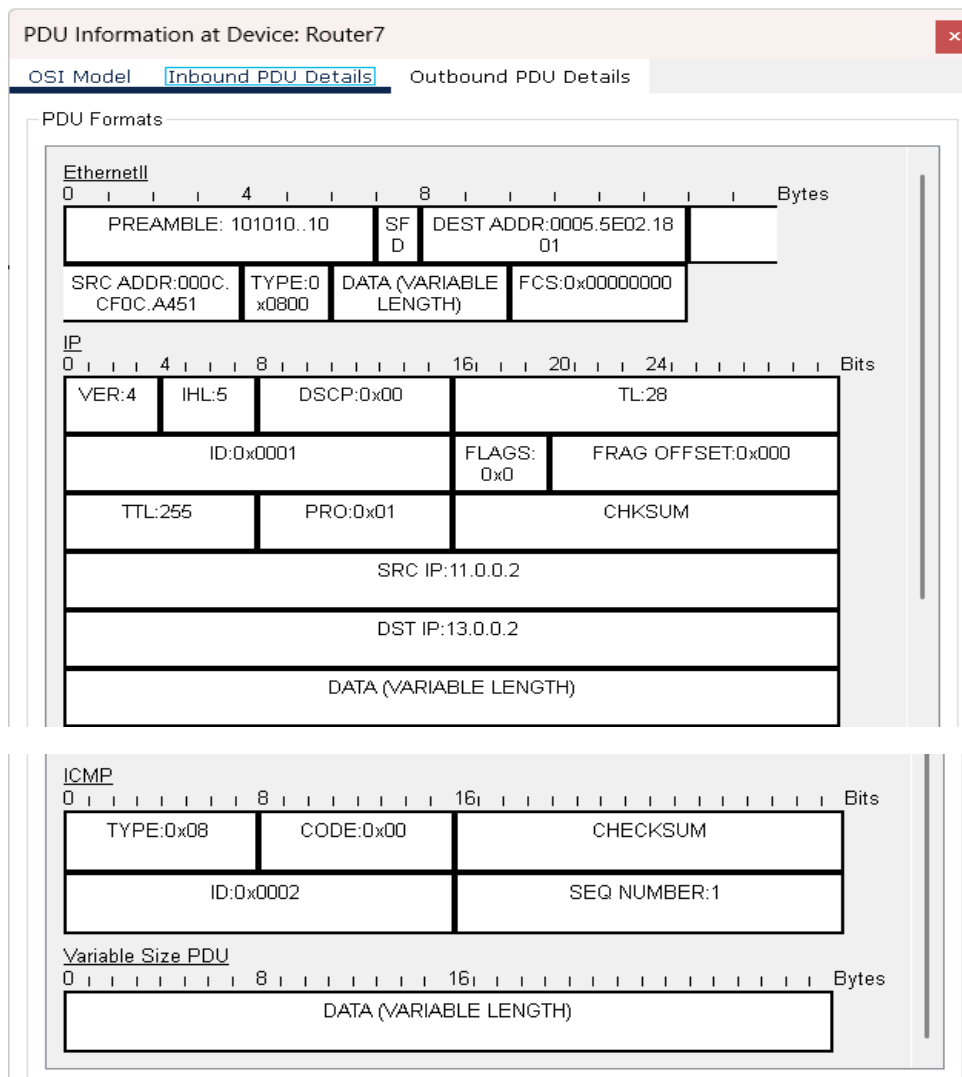 PDU Information at Device: Router7
×
OSI Model Inbound PDU Details Outbound PDU Details
PDU Formats
EthernetII
0 4 8 Bytes
PREAMBLE: 101010..10 SF DEST ADDR:0005.5E02.18
D 01
SRC ADDR:000C. TYPE:0 DATA (VARIABLE FCS:0x00000000
CF0C.A451 x0800 LENGTH)
IP
0 4 8 16 20 24 Bits
VER:4 IHL:5 DSCP:0x00 TL:28
ID:0x0001 FLAGS: FRAG OFFSET:0x000
0x0
TTL:255 PRO:0x01 CHKSUM
SRC IP:11.0.0.2
DST IP:13.0.0.2
DATA (VARIABLE LENGTH)
ICMP
0 8 16 Bits
TYPE:0x08 CODE:0x00 CHECKSUM
ID:0x0002 SEQ NUMBER:1
Variable Size PDU
0 8 16 Bytes
DATA (VARIABLE LENGTH)